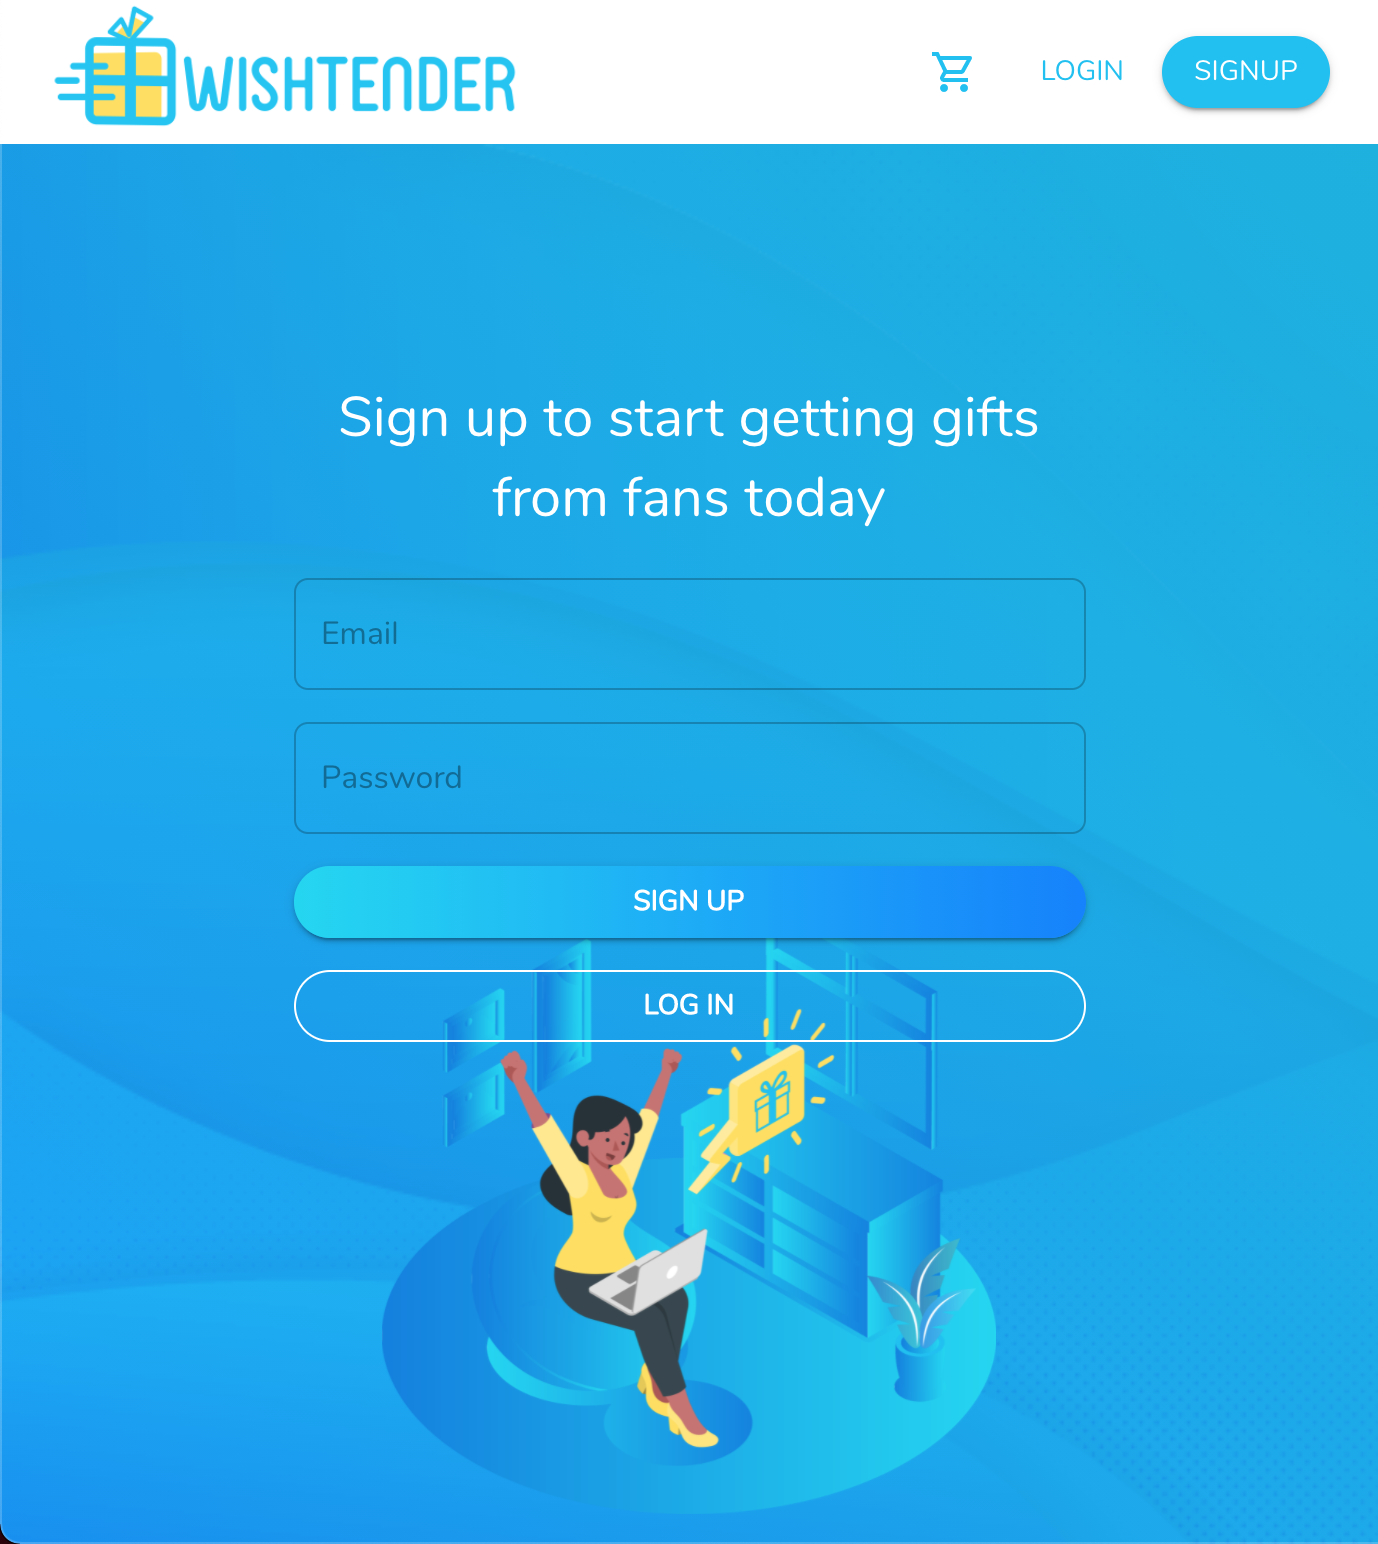 WISHTENDER
LOGIN
SIGNUP
Sign up to start getting gifts
from fans today
Email
Password
SIGN UP
LOG IN